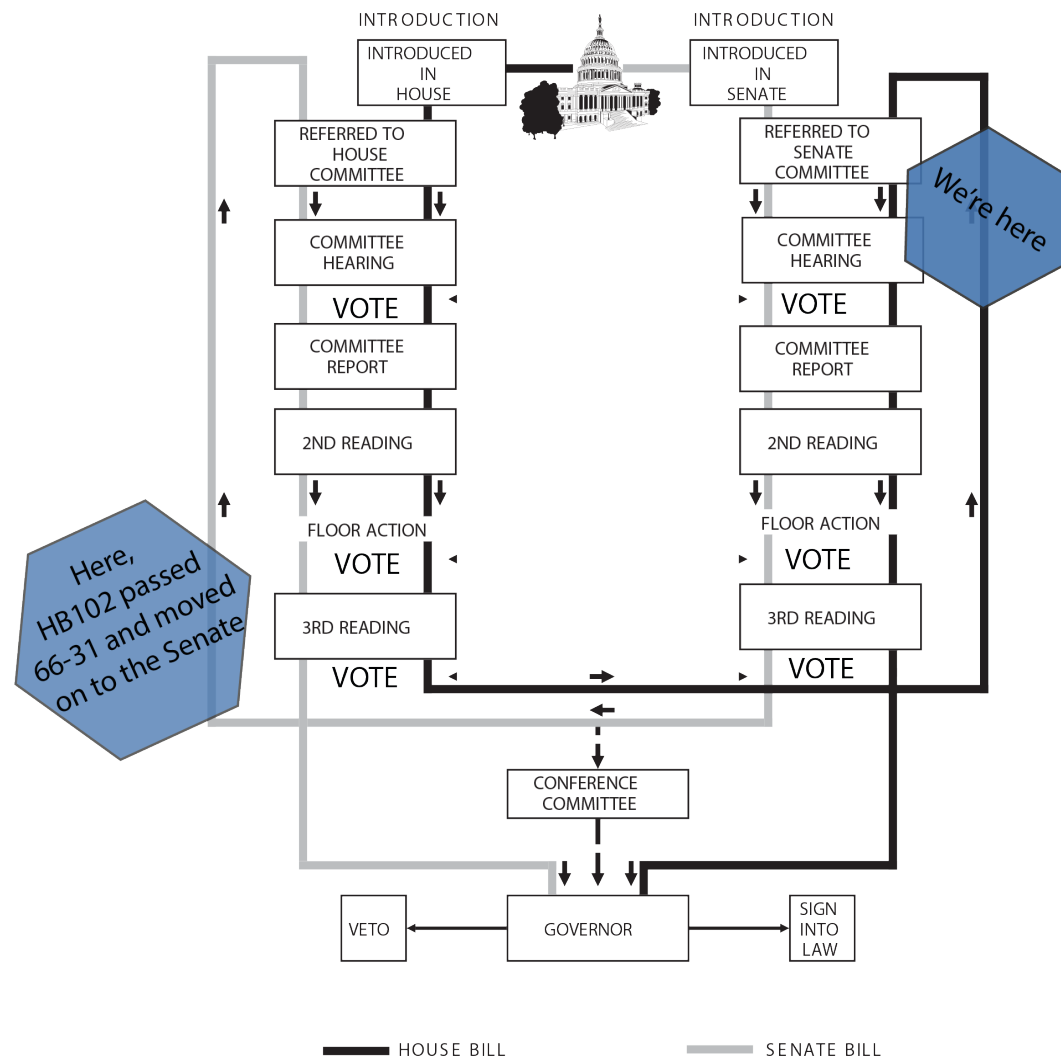 INTRODUCTION
INTRODUCTION
INTRODUCED
IN
HOUSE
INTRODUCED
IN
SENATE
REFERRED TO
HOUSE
COMMITTEE
REFERRED TO
SENATE
COMMITTEE
We're here
COMMITTEE
HEARING
COMMITTEE
HEARING
VOTE
VOTE
COMMITTEE
REPORT
COMMITTEE
REPORT
2ND READING
2ND READING
FLOOR ACTION
FLOOR ACTION
VOTE
VOTE
Here,
HB102 passed
66-31 and moved
on to the Senate
3RD READING
3RD READING
VOTE
VOTE
CONFERENCE
COMMITTEE
VETO
GOVERNOR
SIGN
INTO
LAW
HOUSE BILL
SENATE BILL